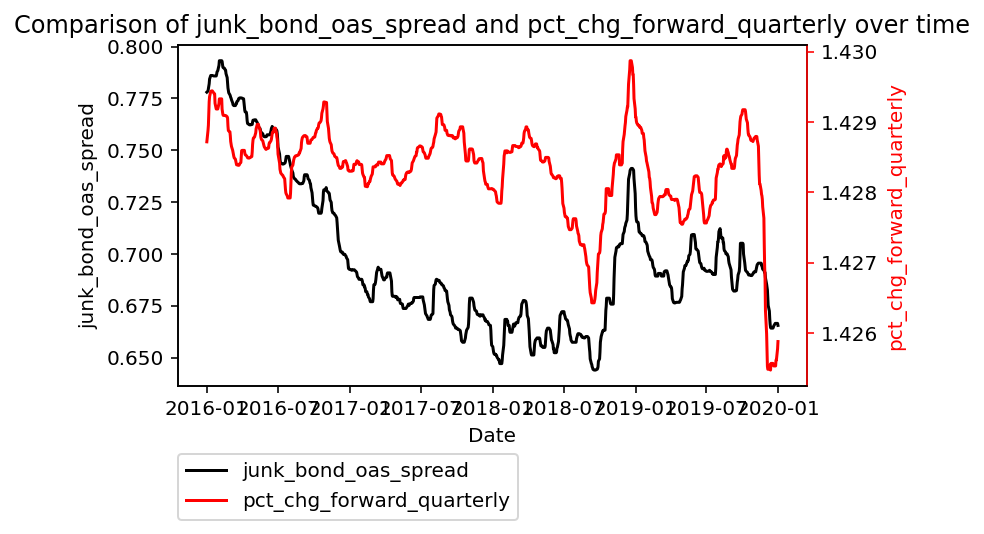 Comparison of junk_bond_oas_spread and pct_chg_forward_quarterly over time
junk_bond_oas_spread
0.800
0.775
0.750
0.725
0.700
0.675
0.650
1.430
1.429
1.428
1.427
1.426
pct_chg_forward_quarterly
2016-01 2016-07 2017-01 2017-07 2018-01 2018-07 2019-01 2019-07 2020-01
Date
junk_bond_oas_spread
pct_chg_forward_quarterly